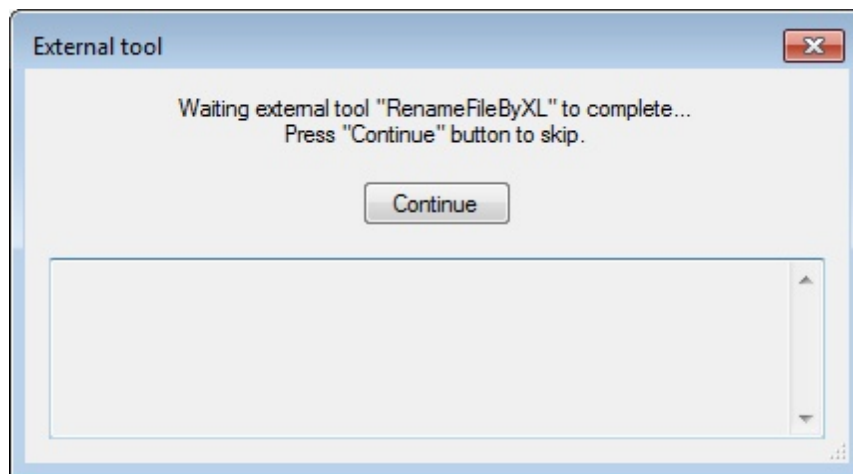 External tool
Waiting external tool "RenameFileByXL" to complete...
Press "Continue" button to skip.
Continue